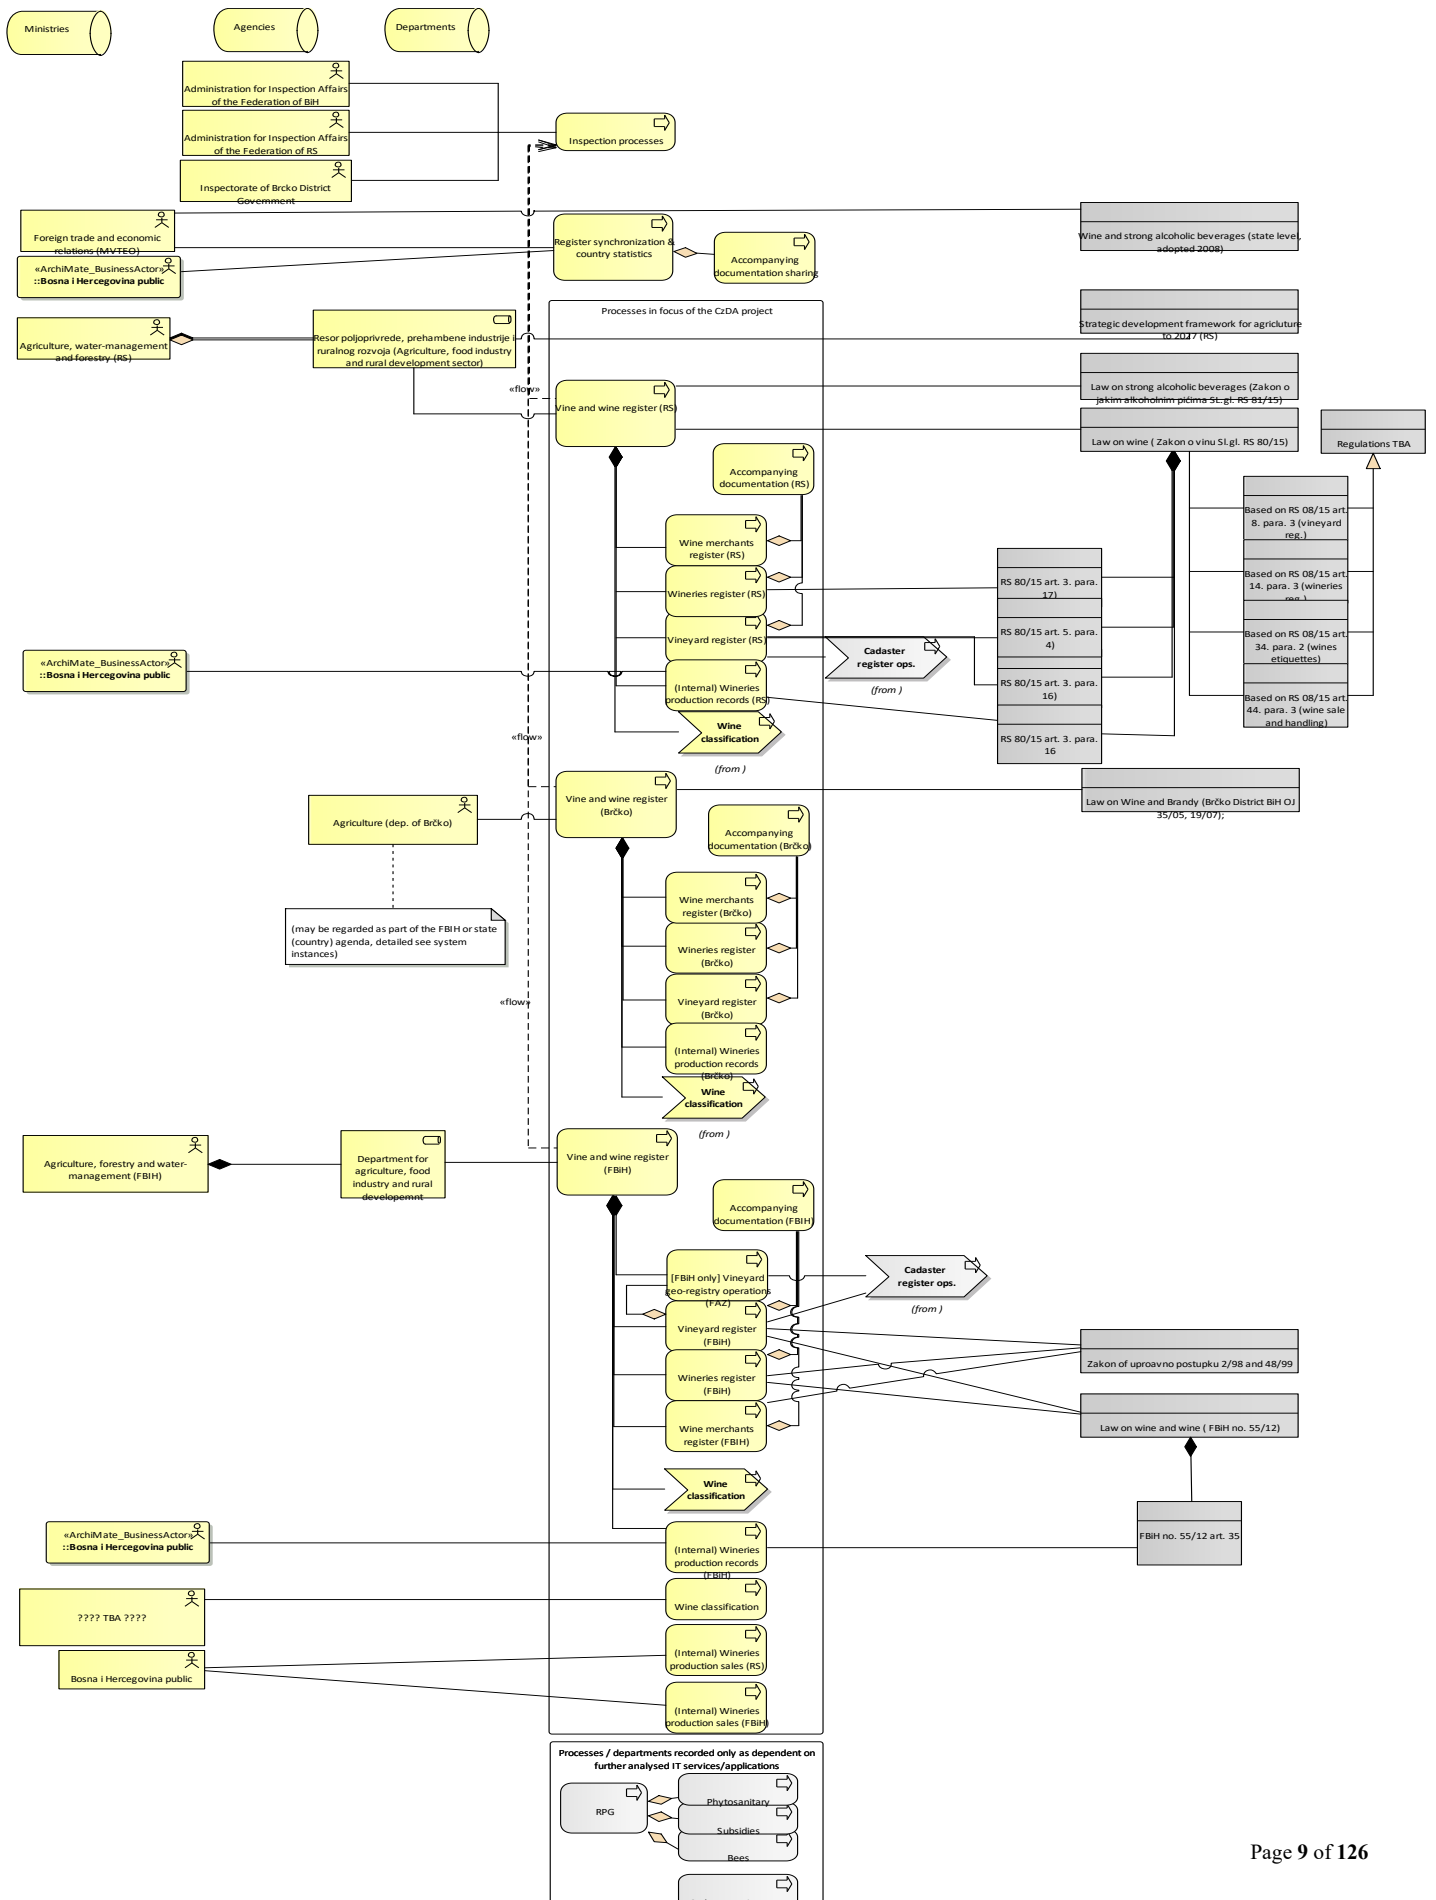 Ministries
Agencies
Departments
Administration for Inspection Affairs
of the Federation of BiH
Administration for Inspection Affairs
of the Federation of RS
Inspection processes
Inspectorate of Brcko District
Government
Foreign trade and economic
relations (MVTEO)
«ArchiMate_BusinessActor»
::Bosna i Hercegovina public
Register synchronization &
country statistics
Accompanying
documentation sharing
Wine and strong alcoholic beverages (state level,
adopted 2008)
Processes in focus of the CzDA project
Agriculture, water-management
and forestry (RS)
Resor poljoprivrede, prehambene industrije i
ruralnog rozvoja (Agriculture, food industry
and rural development sector)
Strategic development framework for agricluture
to 2027 (RS)
«flow»
Vine and wine register (RS)
Law on strong alcoholic beverages (Zakon o
jakim alkoholnim pićima SL.gl. RS 81/15)
Law on wine ( Zakon o vinu Sl.gl. RS 80/15)
Regulations TBA
Accompanying
documentation (RS)
Wine merchants
register (RS)
Wineries register (RS)
Vineyard register (RS)
(Internal) Wineries
production records (RS)
Wine
classification
(from )
Cadaster
register ops.
(from )
RS 80/15 art. 3. para.
17)
RS 80/15 art. 5. para.
4)
RS 80/15 art. 3. para.
16)
RS 80/15 art. 3. para.
16
Based on RS 08/15 art.
8. para. 3 (vineyard
reg.)
Based on RS 08/15 art.
14. para. 3 (wineries
reg.)
Based on RS 08/15 art.
34. para. 2 (wines
etiquettes)
Based on RS 08/15 art.
44. para. 3 (wine sale
and handling)
«ArchiMate_BusinessActor»
::Bosna i Hercegovina public
«flow»
Vine and wine register
(Brčko)
Law on Wine and Brandy (Brčko District BiH OJ
35/05, 19/07);
Agriculture (dep. of Brčko)
Accompanying
documentation (Brčko)
(may be regarded as part of the FBIH or state
(country) agenda, detailed see system
instances)
Wine merchants
register (Brčko)
Wineries register
(Brčko)
Vineyard register
(Brčko)
(Internal) Wineries
production records
(Brčko)
Wine
classification
(from )
«flow»
Agriculture, forestry and water-
management (FBIH)
Department for
agriculture, food
industry and rural
developemnt
Vine and wine register
(FBiH)
Accompanying
documentation (FBIH)
[FBiH only] Vineyard
geo-registry operations
(FAZ)
Cadaster
register ops.
(from )
Vineyard register
(FBiH)
Wineries register
(FBiH)
Wine merchants
register (FBIH)
Zakon of uproavno postupku 2/98 and 48/99
Law on wine and wine ( FBiH no. 55/12)
Wine
classification
FBiH no. 55/12 art. 35
«ArchiMate_BusinessActor»
::Bosna i Hercegovina public
(Internal) Wineries
production records
(FBiH)
???? TBA ????
Wine classification
Bosna i Hercegovina public
(Internal) Wineries
production sales (RS)
(Internal) Wineries
production sales (FBiH)
Processes / departments recorded only as dependent on
further analysed IT services/applications
RPG
Phytosanitary
Subsidies
Bees
Page 9 of 126